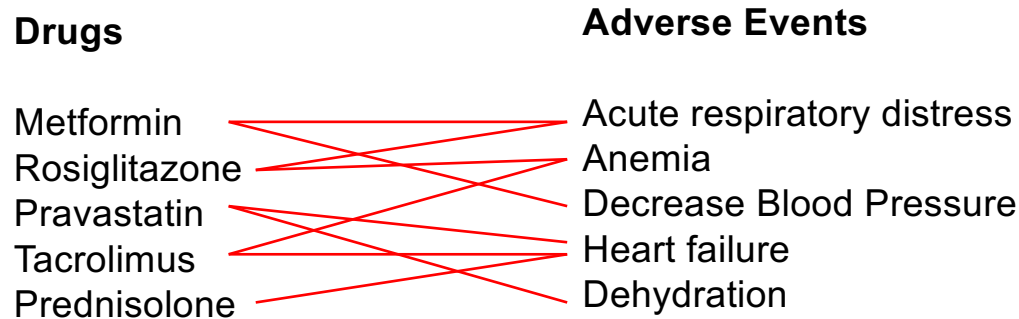 Drugs
Metformin
Rosiglitazone
Pravastatin
Tacrolimus
Prednisolone
Adverse Events
Acute respiratory distress
Anemia
Decrease Blood Pressure
Heart failure
Dehydration